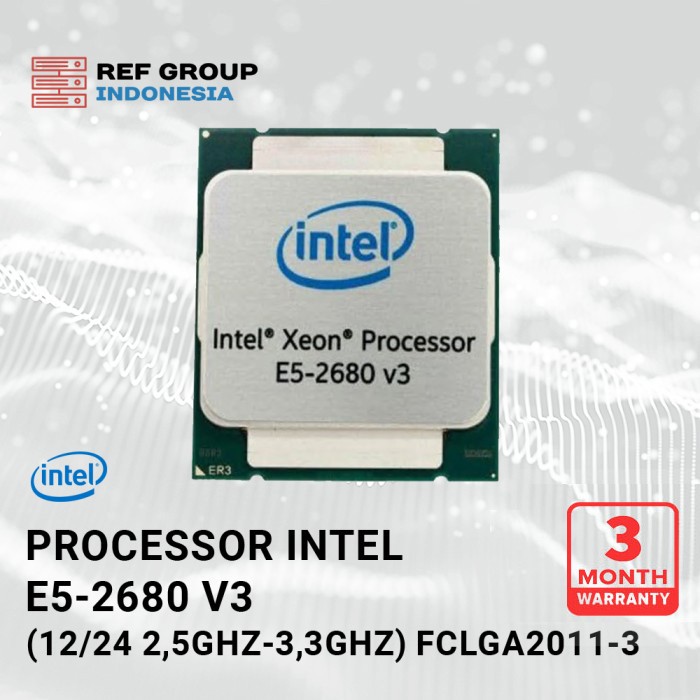 REF GROUP
INDONESIA
intel
Intel® Xeon® Processor
E5-2680 v3
ER3
intel
PROCESSOR INTEL
E5-2680 V3
(12/24 2,5GHZ-3,3GHZ) FCLGA2011-3
3
MONTH
WARRANTY